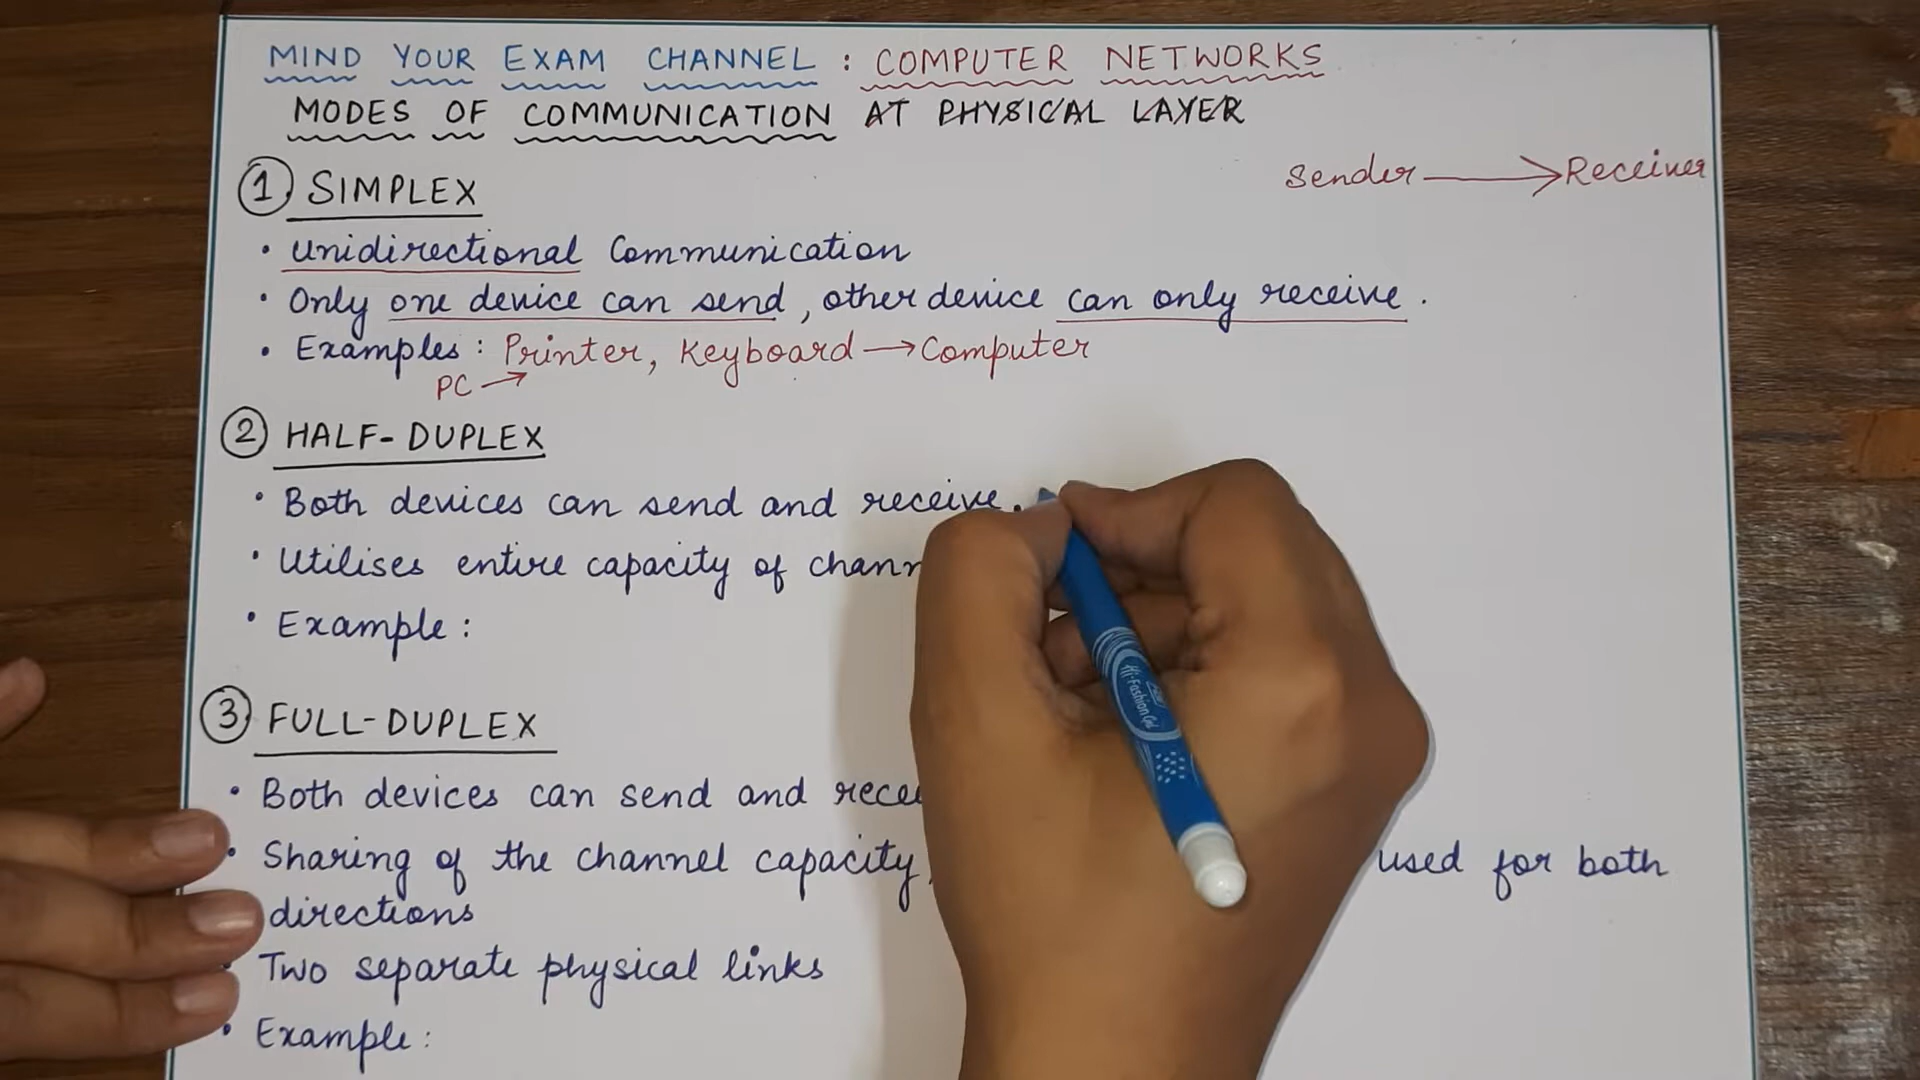 MIND YOUR EXAM CHANNEL : COMPUTER NETWORKS
MODES OF COMMUNICATION AT PHYSICAL LAYER
Sender → Receiver
1 SIMPLEX
• Unidirectional Communication
• Only one device can send, other device can only receive.
• Examples: Printer, Keyboard → Computer
PC →
2 HALF-DUPLEX
• Both devices can send and receive.
• Utilises entire capacity of
• Example:
3 FULL-DUPLEX
• Both devices can send and
• Sharing of the channel capacity, used for both
directions
• Two separate physical links
• Example:
Hi-Fashion Gel